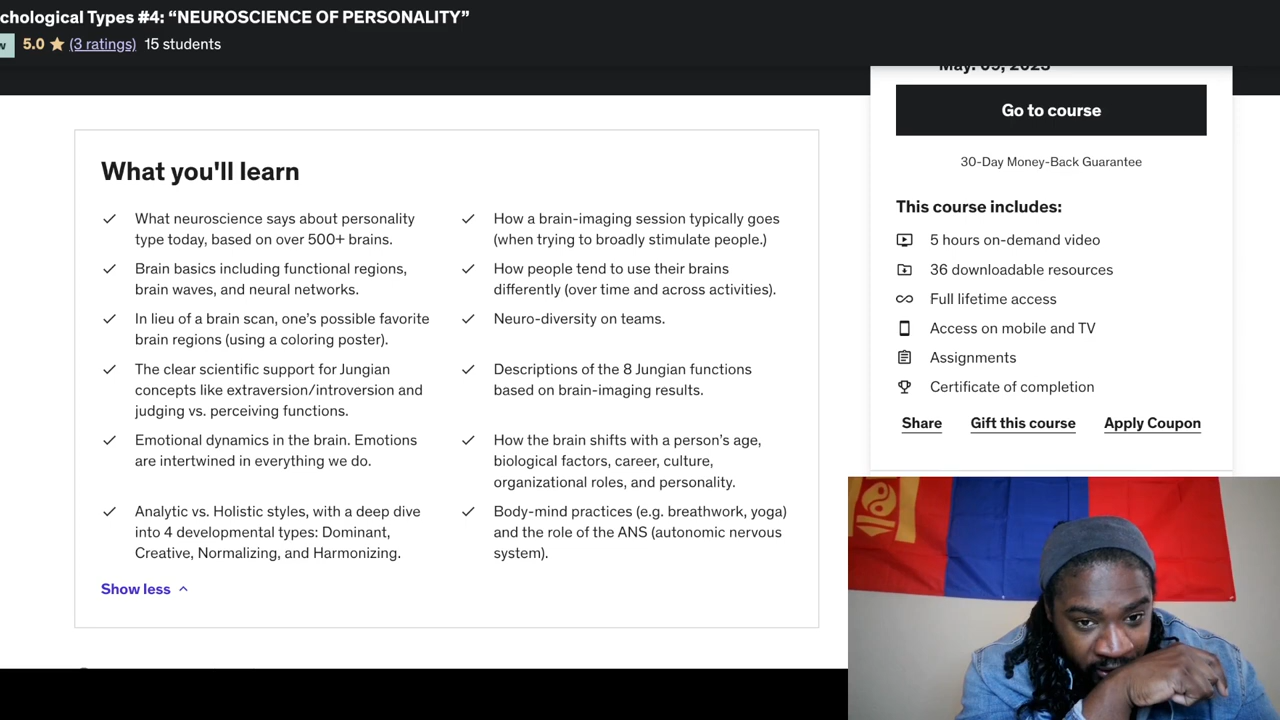 chological Types #4: “NEUROSCIENCE OF PERSONALITY”
5.0 (3 ratings) 15 students
What you'll learn
What neuroscience says about personality
type today, based on over 500+ brains.
Brain basics including functional regions,
brain waves, and neural networks.
In lieu of a brain scan, one’s possible favorite
brain regions (using a coloring poster).
The clear scientific support for Jungian
concepts like extraversion/introversion and
judging vs. perceiving functions.
Emotional dynamics in the brain. Emotions
are intertwined in everything we do.
Analytic vs. Holistic styles, with a deep dive
into 4 developmental types: Dominant,
Creative, Normalizing, and Harmonizing.
How a brain-imaging session typically goes
(when trying to broadly stimulate people.)
How people tend to use their brains
differently (over time and across activities).
Neuro-diversity on teams.
Descriptions of the 8 Jungian functions
based on brain-imaging results.
How the brain shifts with a person’s age,
biological factors, career, culture,
organizational roles, and personality.
Body-mind practices (e.g. breathwork, yoga)
and the role of the ANS (autonomic nervous
system).
Show less
Go to course
30-Day Money-Back Guarantee
This course includes:
5 hours on-demand video
36 downloadable resources
Full lifetime access
Access on mobile and TV
Assignments
Certificate of completion
Share Gift this course Apply Coupon